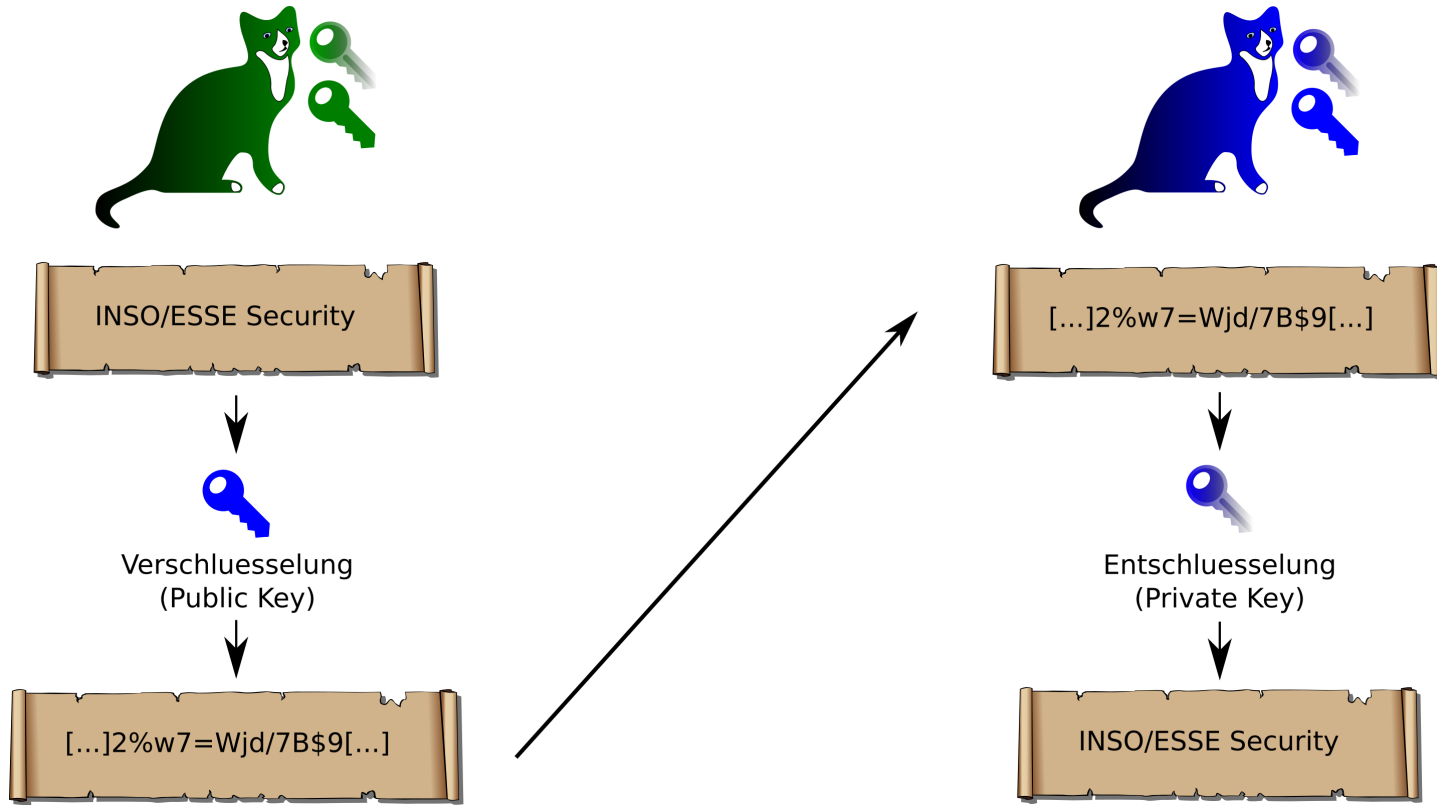 INSO/ESSE Security
Verschluesselung
(Public Key)
[...]2%w7=Wjd/7B$9[...]
[...]2%w7=Wjd/7B$9[...]
Entschluesselung
(Private Key)
INSO/ESSE Security